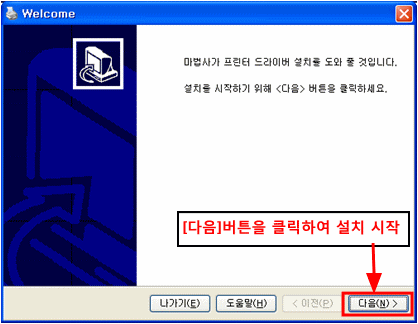 Welcome
마법사가 프린터 드라이버 설치를 도와 줄 것입니다.
설치를 시작하기 위해 <다음> 버튼을 클릭하세요.
[다음]버튼을 클릭하여 설치 시작
나가기(E) 도움말(H) < 이전(P) 다음(N) >